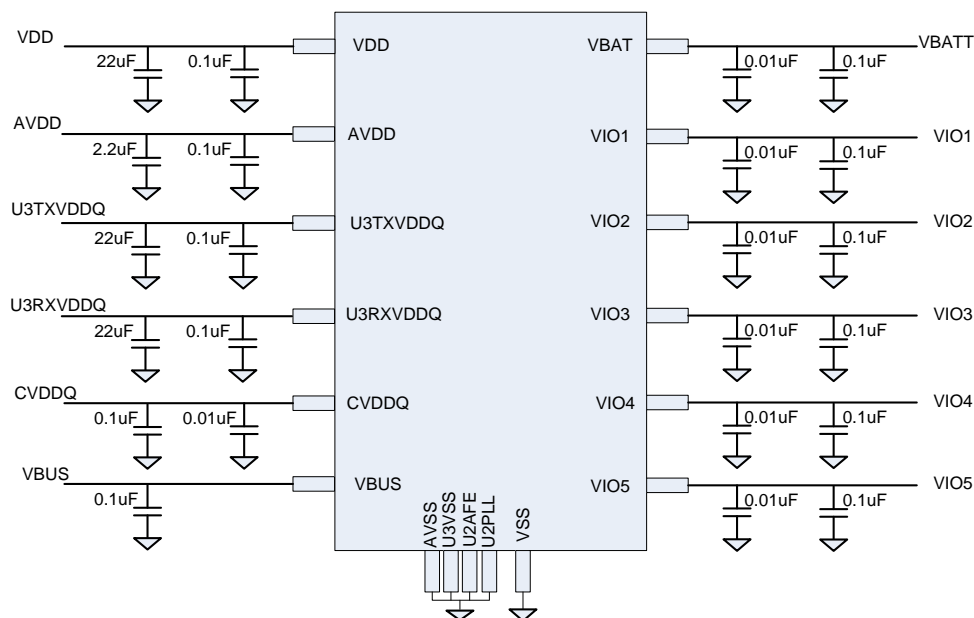 VDD
22uF
0.1uF
VDD
VBAT
0.01uF
0.1uF
VBATT
AVDD
2.2uF
0.1uF
AVDD
VIO1
0.01uF
0.1uF
VIO1
U3TXVDDQ
22uF
0.1uF
U3TXVDDQ
VIO2
0.01uF
0.1uF
VIO2
U3RXVDDQ
22uF
0.1uF
U3RXVDDQ
VIO3
0.01uF
0.1uF
VIO3
CVDDQ
0.1uF
0.01uF
CVDDQ
VIO4
0.01uF
0.1uF
VIO4
VBUS
0.1uF
VBUS
VIO5
0.01uF
0.1uF
VIO5
AVSS
U3VSS
U2AFE
U2PLL
VSS